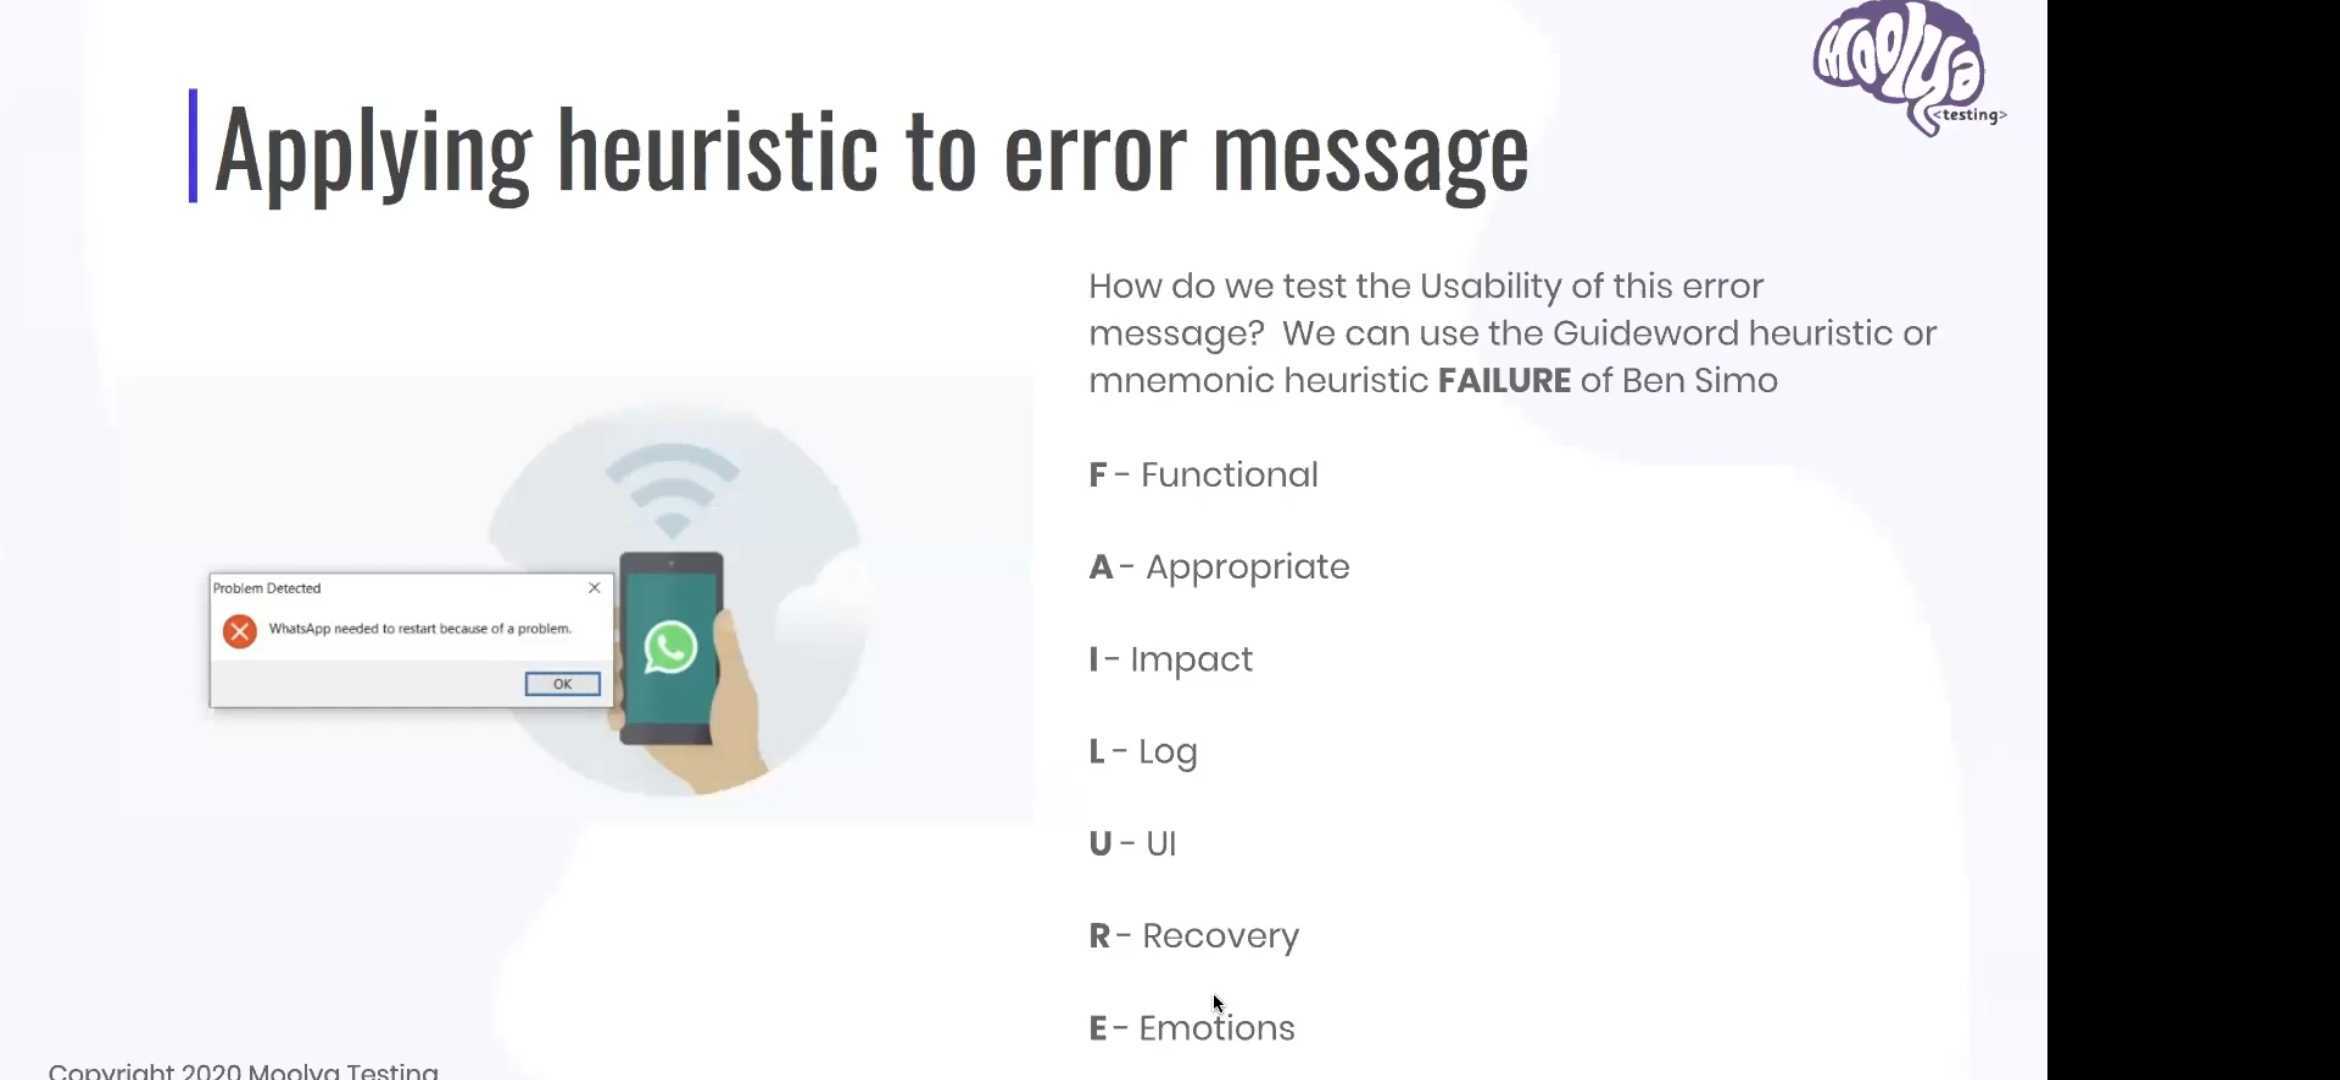 Moolya
<testing>
Applying heuristic to error message
How do we test the Usability of this error
message?  We can use the Guideword heuristic or
mnemonic heuristic FAILURE of Ben Simo
F - Functional
A - Appropriate
I - Impact
L - Log
U - UI
R - Recovery
E - Emotions
Problem Detected
WhatsApp needed to restart because of a problem.
OK
Copyright 2020 Moolya Testing